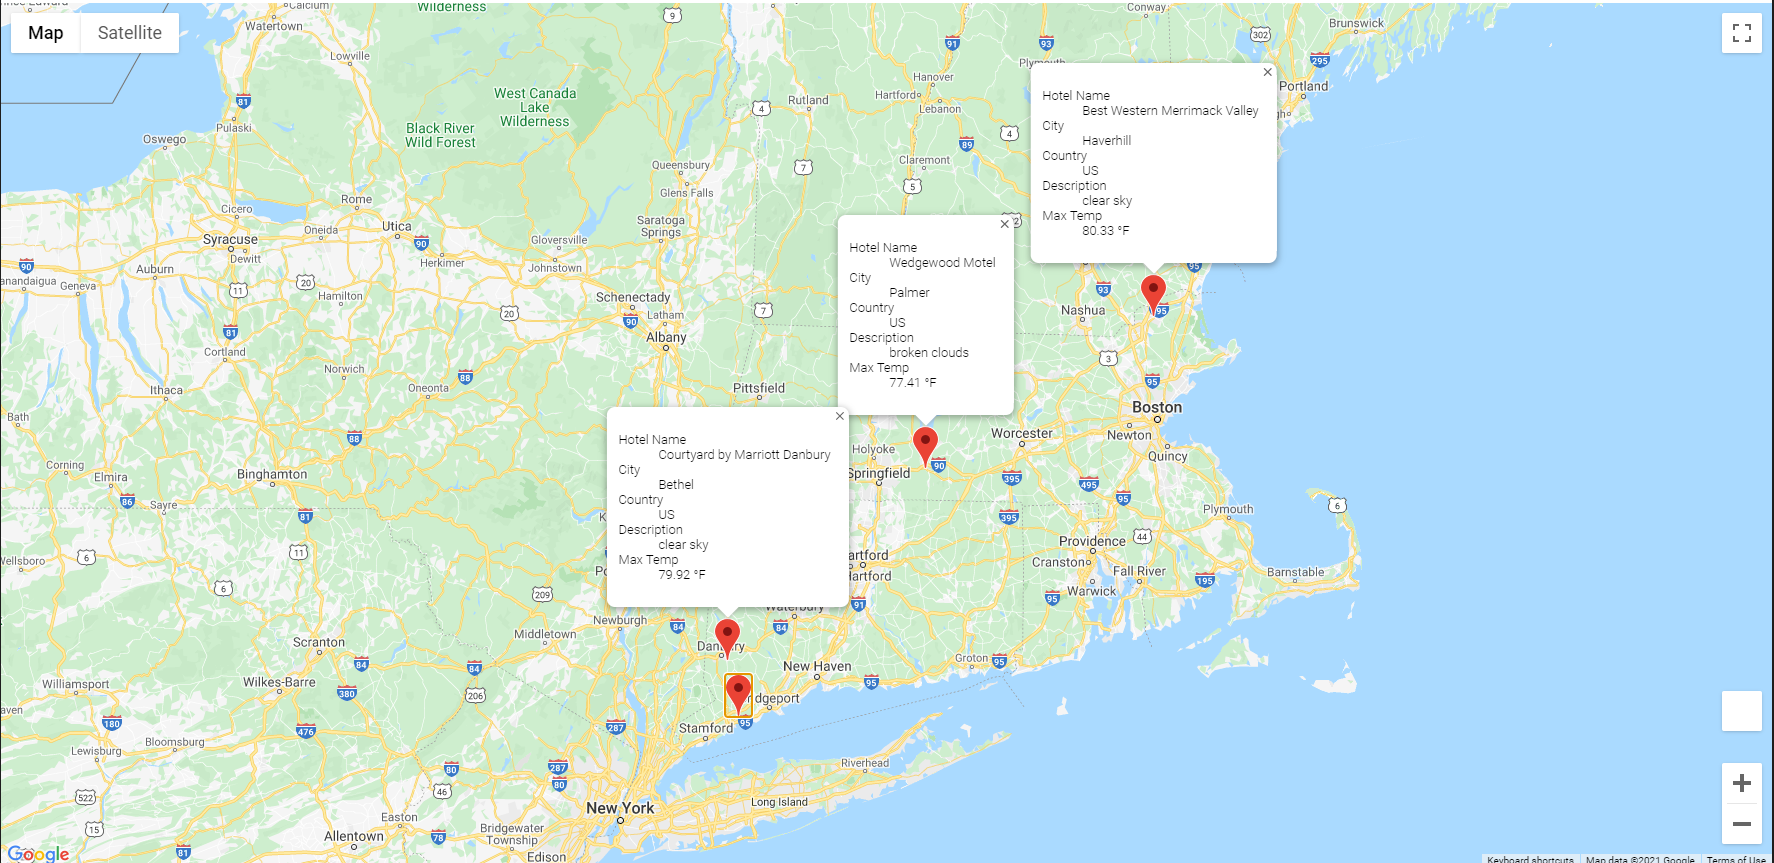 Map
Satellite
Hotel Name
Best Western Merrimack Valley
City
Haverhill
Country
US
Description
clear sky
Max Temp
80.33 °F
Hotel Name
Wedgewood Motel
City
Palmer
Country
US
Description
broken clouds
Max Temp
77.41 °F
Hotel Name
Courtyard by Marriott Danbury
City
Bethel
Country
US
Description
clear sky
Max Temp
79.92 °F
Wilderness
Calcium
Watertown
Lowville
West Canada
Lake
Wilderness
Black River
Wild Forest
Pulaski
Oswego
Rutland
Hanover
Hartford
Lebanon
Claremont
Conway
Brunswick
Portland
Queensbury
Glens Falls
Saratoga
Springs
Cicero
Rome
Oneida
Utica
Syracuse
Dewitt
Auburn
Geneva
Herkimer
Gloversville
Johnstown
Hamilton
Schenectady
Latham
Albany
Cortland
Norwich
Oneonta
Ithaca
Pittsfield
Nashua
Boston
Newton
Quincy
Worcester
Holyoke
Springfield
Bath
Corning
Elmira
Binghamton
Sayre
Plymouth
Providence
Cranston
Warwick
Fall River
Barnstable
Wellsboro
Scranton
Middletown
Newburgh
Waterbury
Danbury
New Haven
Groton
Williamsport
Wilkes-Barre
Stamford
Bloomsburg
Lewisburg
Riverhead
Long Island
New York
Easton
Allentown
Bridgewater
Township
Edison
Google
Keyboard shortcuts
Map data ©2021 Google
Terms of Use